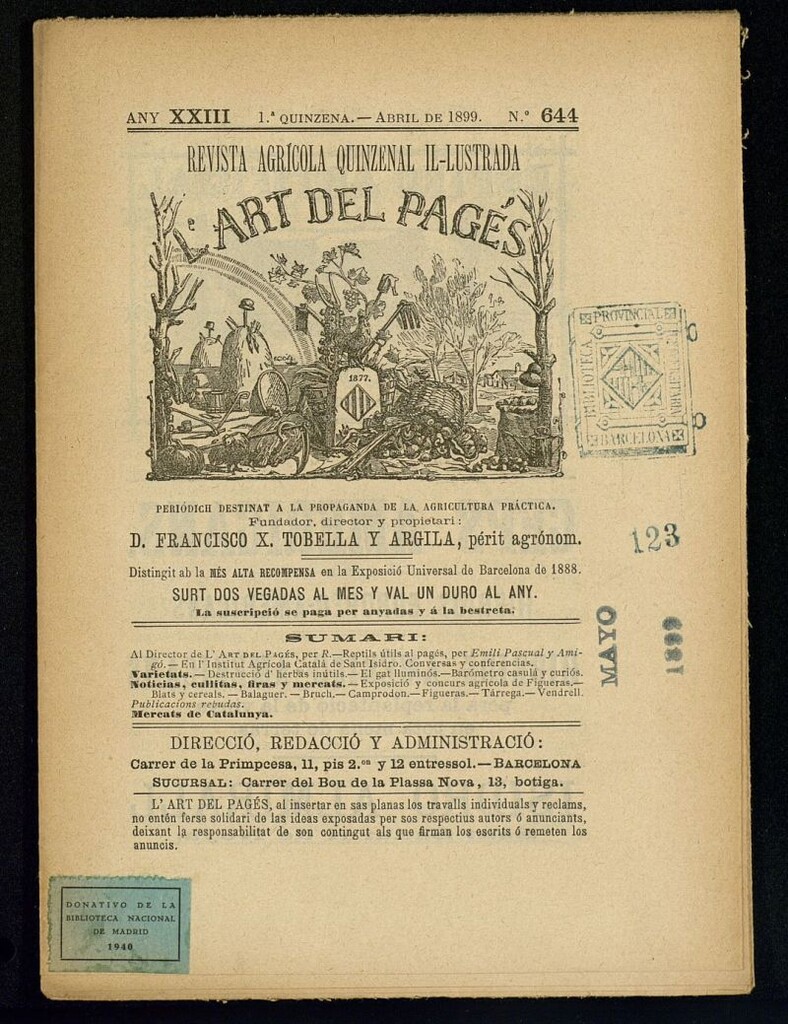 ANY XXIII 1.ª QUINZENA.—ABRIL DE 1899. N.º 644
REVISTA AGRÍCOLA QUINZENAL IL-LUSTRADA
L'ART DEL PAGÉS
1877.
PERIÓDICH DESTINAT A LA PROPAGANDA DE LA AGRICULTURA PRÁCTICA.
Fundador, director y propietari:
D. FRANCISCO X. TOBELLA Y ARGILA, périt agrónom.
Distingit ab la MÉS ALTA RECOMPENSA en la Exposició Universal de Barcelona de 1888.
SURT DOS VEGADAS AL MES Y VAL UN DURO AL ANY.
La suscripció se paga per anyadas y á la bestreta.
SUMARI:
Al Director de L'ART DEL PAGÉS, per R.—Reptils útils al pagés, per Emili Pascual y Ami-
gó.—En l'Institut Agrícola Catalá de Sant Isidro. Conversas y conferencias.
Varietats.—Destrucció d'herbas inútils.—El gat lluminós.—Barómetro casulá y curiós.
Noticias, cullitas, firas y mercats.—Exposició y concurs agrícola de Figueras.—
Blats y cereals.—Balaguer.—Bruch.—Camprodon.—Figueras.—Tárrega.—Vendrell.
Publicacions rebudas.
Mercats de Catalunya.
DIRECCIÓ, REDACCIÓ Y ADMINISTRACIÓ:
Carrer de la Primpcesa, 11, pis 2.on y 12 entressol.—BARCELONA
SUCURSAL: Carrer del Bou de la Plassa Nova, 13, botiga.
L'ART DEL PAGÉS, al insertar en sas planas los travalls individuals y reclams,
no entén ferse solidari de las ideas exposadas per sos respectius autors ó anunciants,
deixant la responsabilitat de son contingut als que firman los escrits ó remeten los
anuncis.
PROVINCIAL
BIBLIOTECA
BARCELONA
123
MAYO
1899
DONATIVO DE LA
BIBLIOTECA NACIONAL
DE MADRID
1940